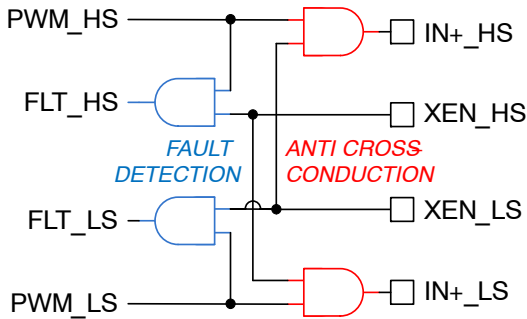 PWM_HS
IN+_HS
FLT_HS
XEN_HS
FAULT
DETECTION
ANTI CROSS-
CONDUCTION
FLT_LS
XEN_LS
PWM_LS
IN+_LS